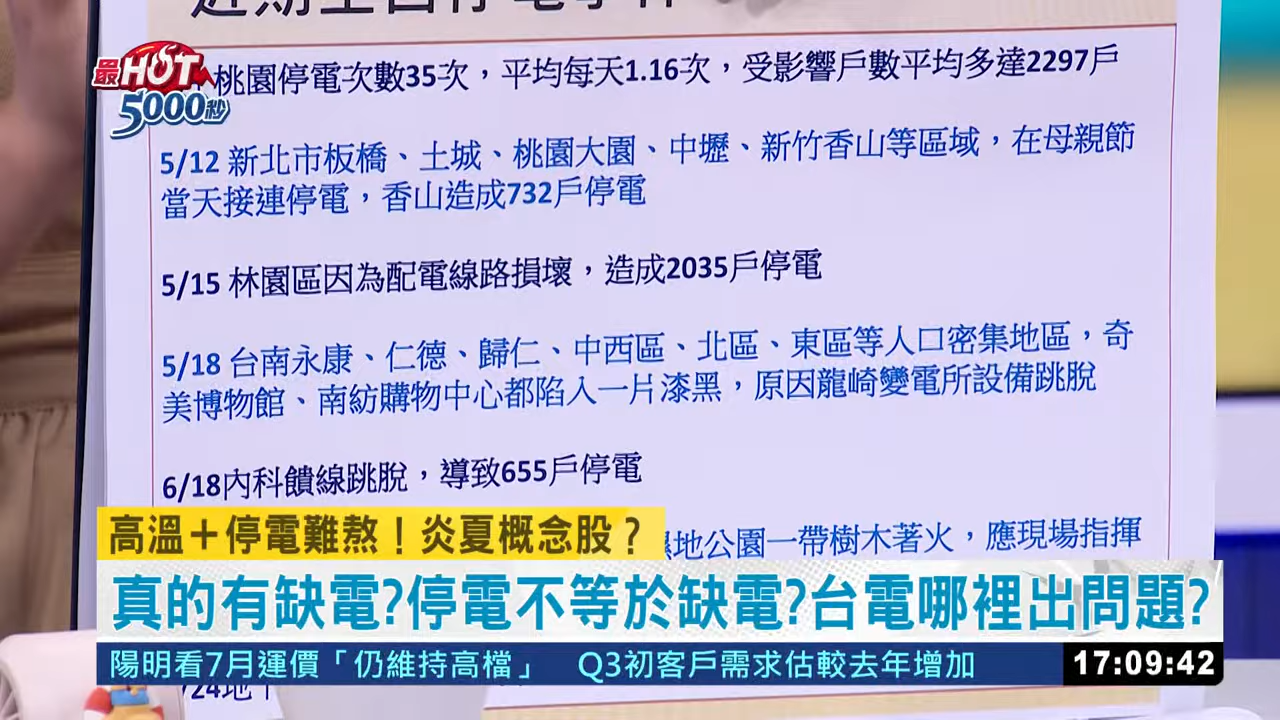 最HOT
5000秒
桃園停電次數35次，平均每天1.16次，受影響戶數平均多達2297戶
5/12 新北市板橋、土城、桃園大園、中壢、新竹香山等區域，在母親節
當天接連停電，香山造成732戶停電
5/15 林園區因為配電線路損壞，造成2035戶停電
5/18 台南永康、仁德、歸仁、中西區、北區、東區等人口密集地區，奇
美博物館、南紡購物中心都陷入一片漆黑，原因龍崎變電所設備跳脫
6/18內科饋線跳脫，導致655戶停電
地公園一帶樹木著火，應現場指揮
高溫＋停電難熬！炎夏概念股？
真的有缺電?停電不等於缺電?台電哪裡出問題?
陽明看7月運價「仍維持高檔」 Q3初客戶需求估較去年增加
17:09:42